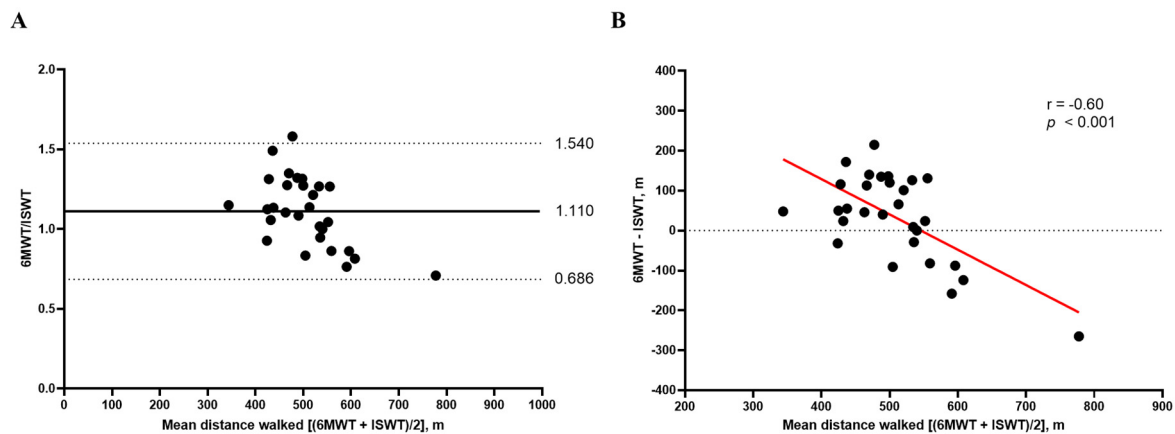 A
2.0
1.5
1.0
0.5
0.0
6MWT/ISWT
1.540
1.110
0.686
0 100 200 300 400 500 600 700 800 900 1000
Mean distance walked [(6MWT + ISWT)/2], m
B
400
300
200
100
0
-100
-200
-300
-400
6MWT - ISWT, m
r = -0.60
p < 0.001
200 300 400 500 600 700 800 900
Mean distance walked [(6MWT + ISWT)/2], m